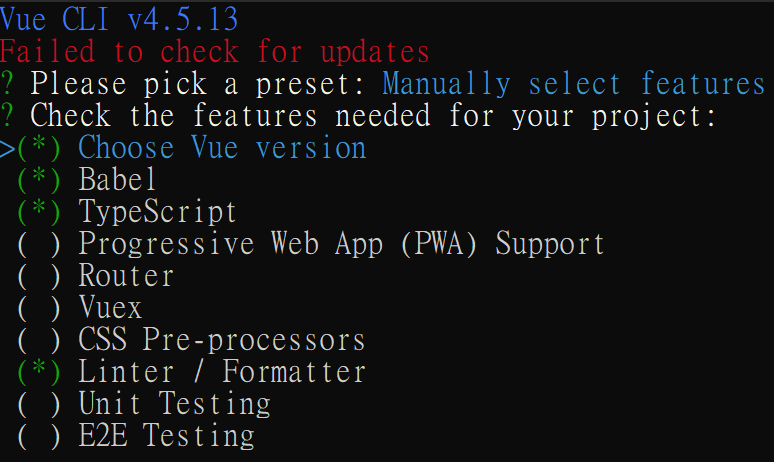 Vue CLI v4.5.13
Failed to check for updates
? Please pick a preset: Manually select features
? Check the features needed for your project:
>(*) Choose Vue version
 (*) Babel
 (*) TypeScript
 ( ) Progressive Web App (PWA) Support
 ( ) Router
 ( ) Vuex
 ( ) CSS Pre-processors
 (*) Linter / Formatter
 ( ) Unit Testing
 ( ) E2E Testing